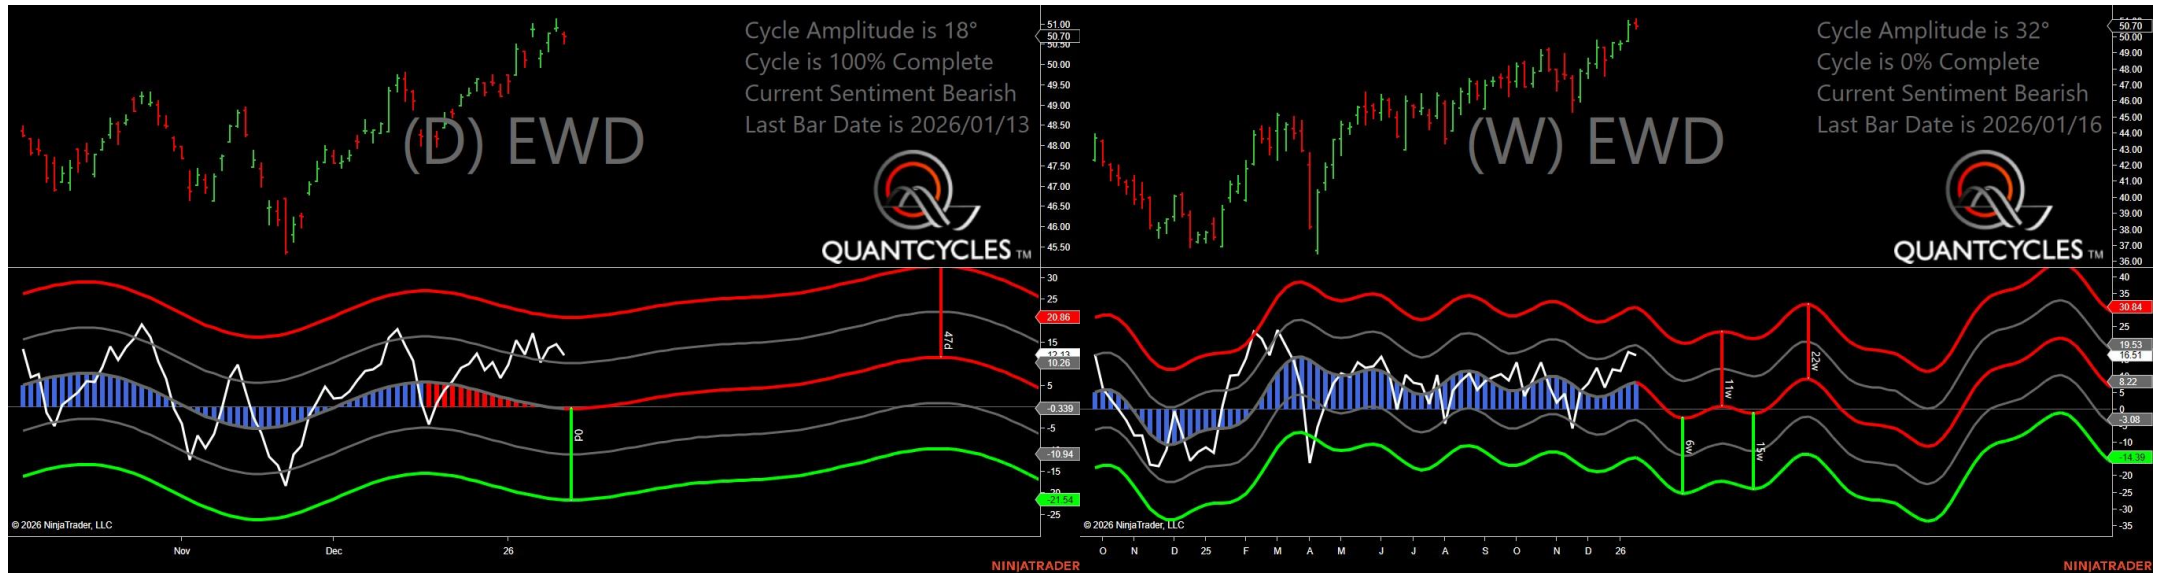 Cycle Amplitude is 18°
Cycle is 100% Complete
Current Sentiment Bearish
Last Bar Date is 2026/01/13
(D) EWD
QUANTCYCLES TM
51.00
50.70
50.50
50.00
49.50
49.00
48.50
48.00
47.50
47.00
46.50
46.00
45.50
30
25
20.86
15
10.26
5
-0.339
-5
-10.94
-15
-21.54
-25
47d
0d
© 2026 NinjaTrader, LLC
Nov Dec 26
NINJATRADER
Cycle Amplitude is 32°
Cycle is 0% Complete
Current Sentiment Bearish
Last Bar Date is 2026/01/16
(W) EWD
QUANTCYCLES TM
50.70
50.00
49.00
48.00
47.00
46.00
45.00
44.00
43.00
42.00
41.00
40.00
39.00
38.00
37.00
36.00
40
35
30.84
25
19.53
16.51
8.22
5
0
-3.08
-10
-14.39
-20
-25
-30
-35
6w
11w
15w
22w
© 2026 NinjaTrader, LLC
O N D 25 F M A M J J A S O N D 26
NINJATRADER